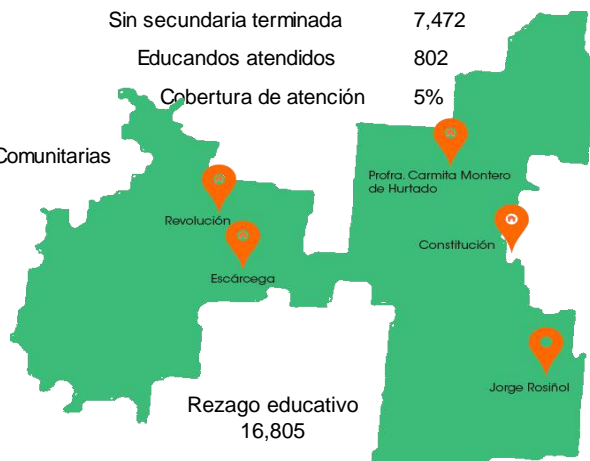 Sin secundaria terminada 7,472
Educandos atendidos 802
Cobertura de atención 5%
Comunitarias
Profra. Carmita Montero
de Hurtado
Revolución
Constitución
Escárcega
Jorge Rosiñol
Rezago educativo
16,805